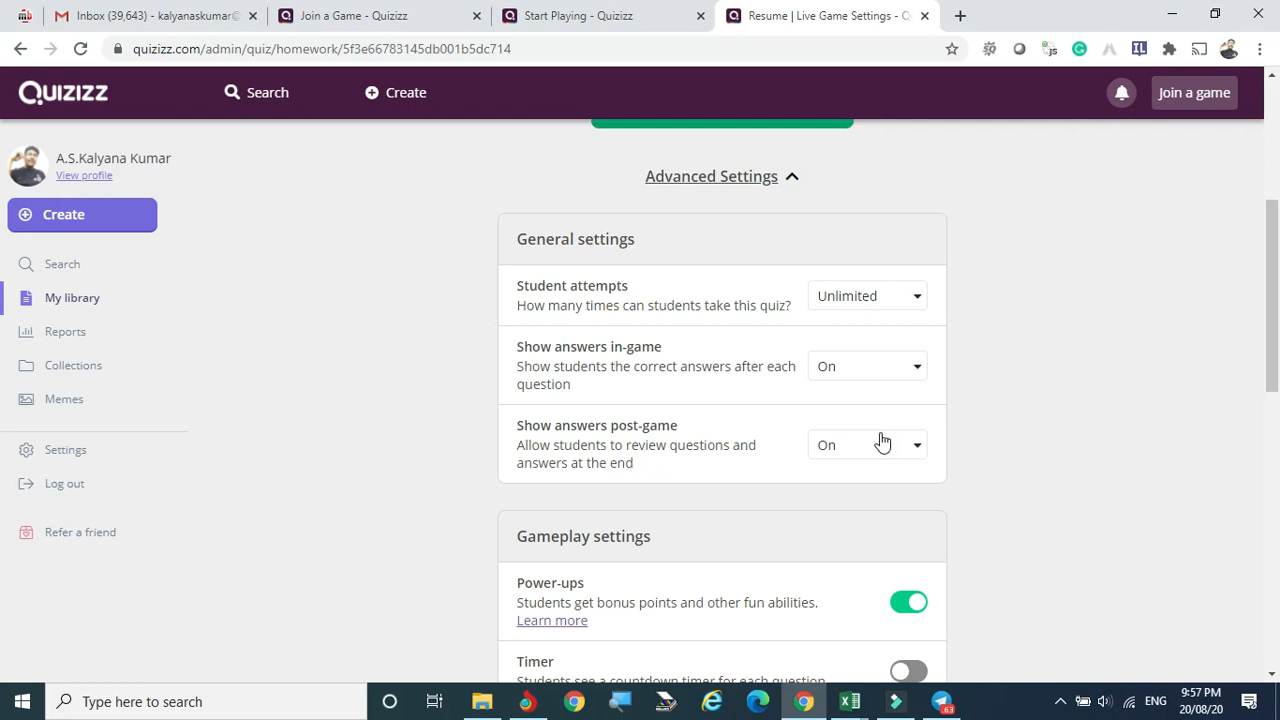 Inbox (39,643) - kalyanaskumar@
Join a Game - Quizizz
Start Playing - Quizizz
Resume | Live Game Settings - Q
quizizz.com/admin/quiz/homework/5f3e66783145db001b5dc714
QUIZIZZ
Search
Create
Join a game
A.S.Kalyana Kumar
View profile
Create
Search
My library
Reports
Collections
Memes
Settings
Log out
Refer a friend
Advanced Settings
General settings
Student attempts
How many times can students take this quiz?
Unlimited
Show answers in-game
Show students the correct answers after each
question
On
Show answers post-game
Allow students to review questions and
answers at the end
On
Gameplay settings
Power-ups
Students get bonus points and other fun abilities.
Learn more
Timer
Students see a countdown timer for each question
Type here to search
63
ENG
9:57 PM
20/08/20